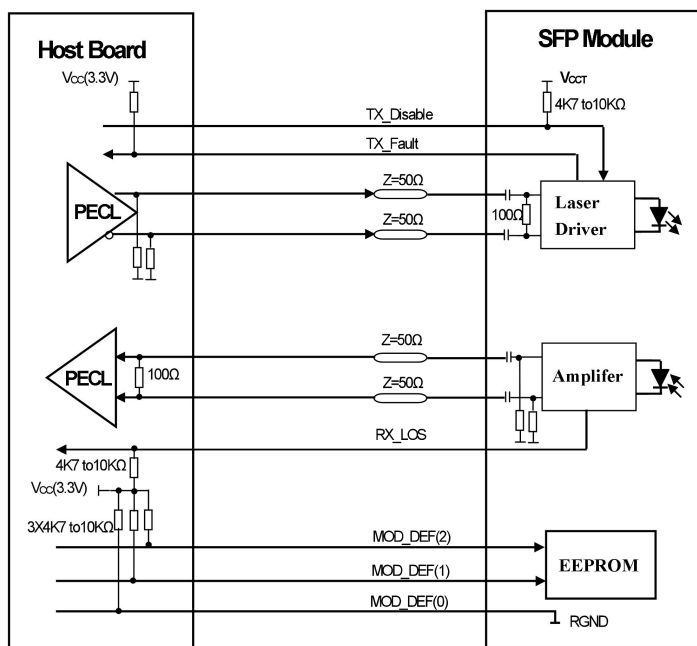 Host Board
SFP Module
Vcc(3.3V)
VCCT
4K7 to10KΩ
TX_Disable
TX_Fault
Z=50Ω
PECL
Z=50Ω
100Ω
Laser
Driver
Z=50Ω
PECL
100Ω
Z=50Ω
Amplifer
RX_LOS
4K7 to10KΩ
Vcc(3.3V)
3X4K7 to10KΩ
MOD_DEF(2)
EEPROM
MOD_DEF(1)
MOD_DEF(0)
RGND